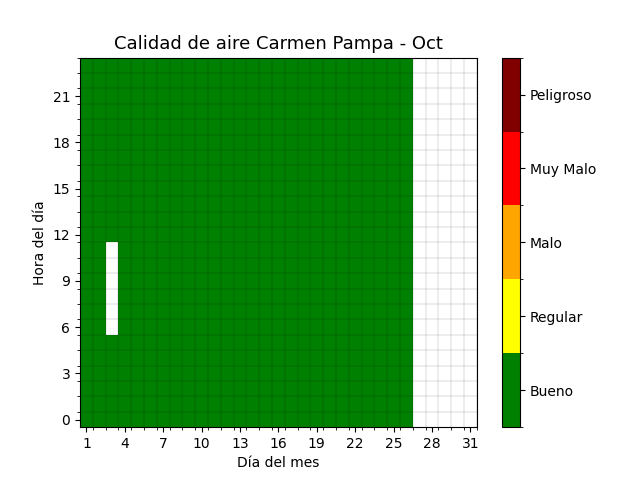 Calidad de aire Carmen Pampa - Oct
Hora del día
21
18
15
12
9
6
3
0
1 4 7 10 13 16 19 22 25 28 31
Día del mes
Peligroso
Muy Malo
Malo
Regular
Bueno